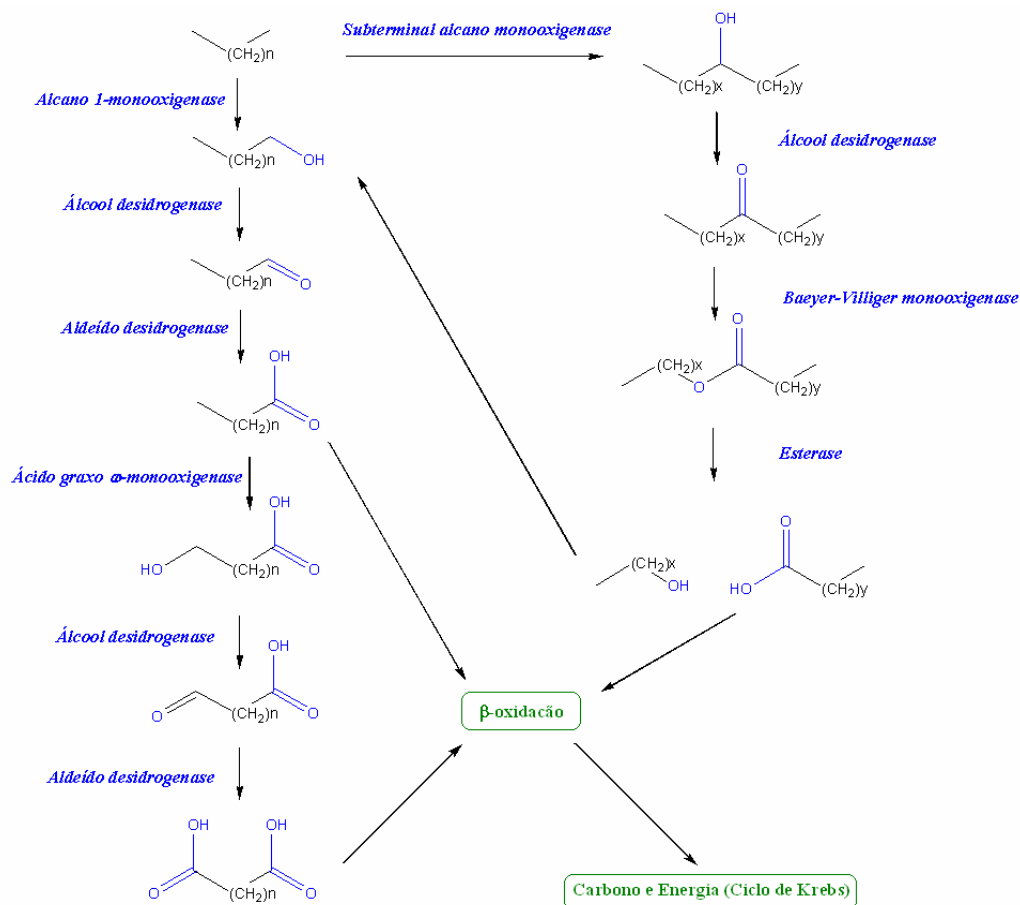 Subterminal alcano monooxigenase
OH
(CH2)n
(CH2)x
(CH2)y
Alcano 1-monooxigenase
Álcool desidrogenase
(CH2)n
OH
O
Álcool desidrogenase
(CH2)x
(CH2)y
(CH2)n
O
Baeyer-Villiger monooxigenase
Aldeído desidrogenase
O
OH
(CH2)x
O
(CH2)y
(CH2)n
O
Esterase
Ácido graxo ω-monooxigenase
OH
O
HO
(CH2)n
O
(CH2)x
OH
HO
(CH2)y
Álcool desidrogenase
OH
O
(CH2)n
O
β-oxidacão
Aldeído desidrogenase
OH
OH
O
(CH2)n
O
Carbono e Energia (Ciclo de Krebs)